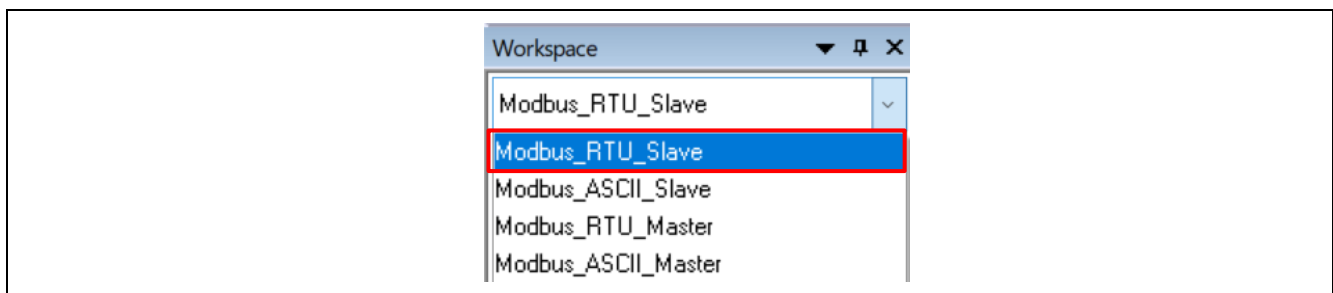 Workspace
Modbus_RTU_Slave
Modbus_RTU_Slave
Modbus_ASCII_Slave
Modbus_RTU_Master
Modbus_ASCII_Master